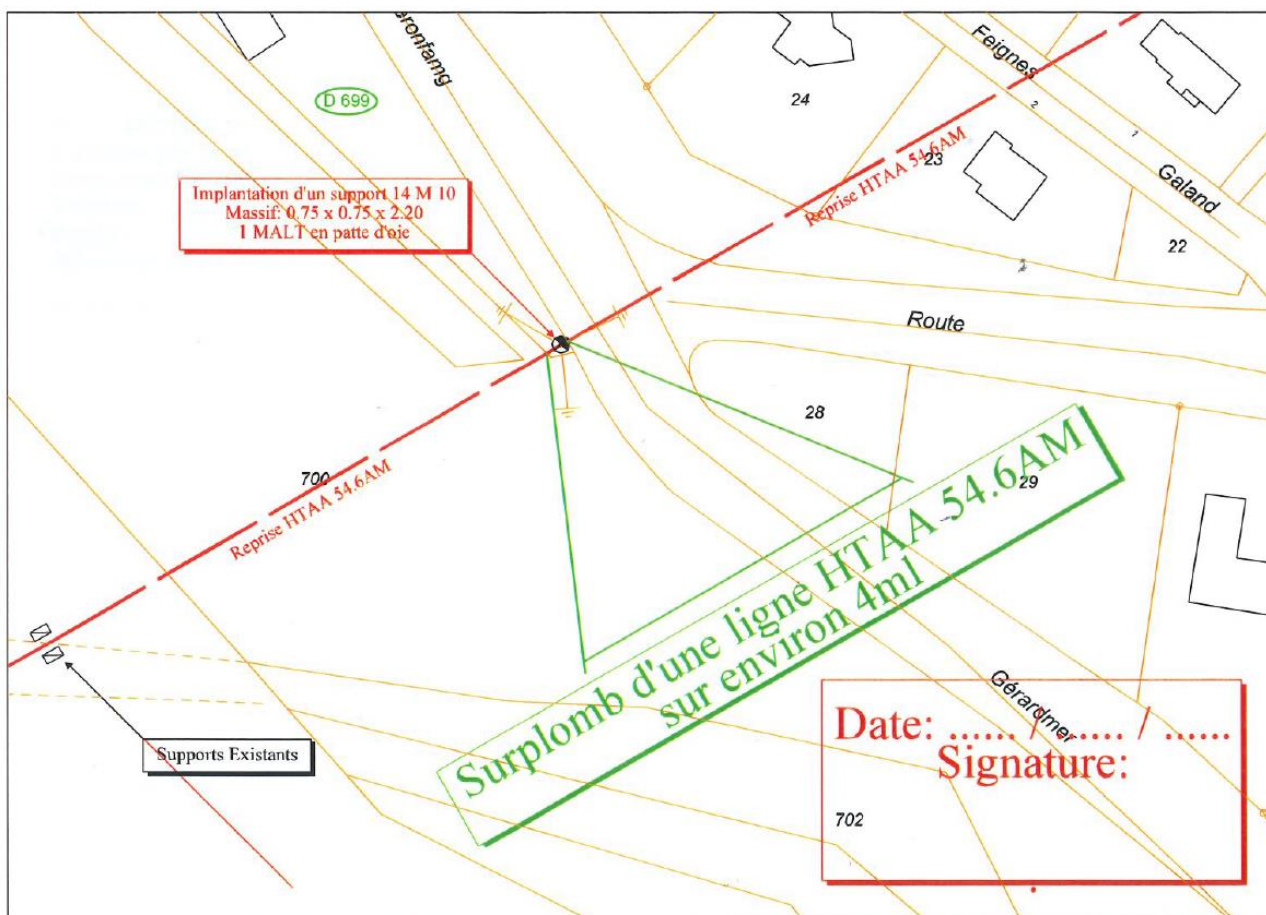 Feignes
D 699
24
2
1
23
Galand
Implantation d'un support 14 M 10
Massif: 0,75 x 0,75 x 2.20
1 MALT en patte d'oie
Reprise HTAA 54.6AM
22
Route
28
700
29
Reprise HTAA 54.6AM
Surplomb d'une ligne HTAA 54.6AM
sur environ 4ml
Gérardmer
Supports Existants
Date: ...... / ...... / ......
Signature:
702